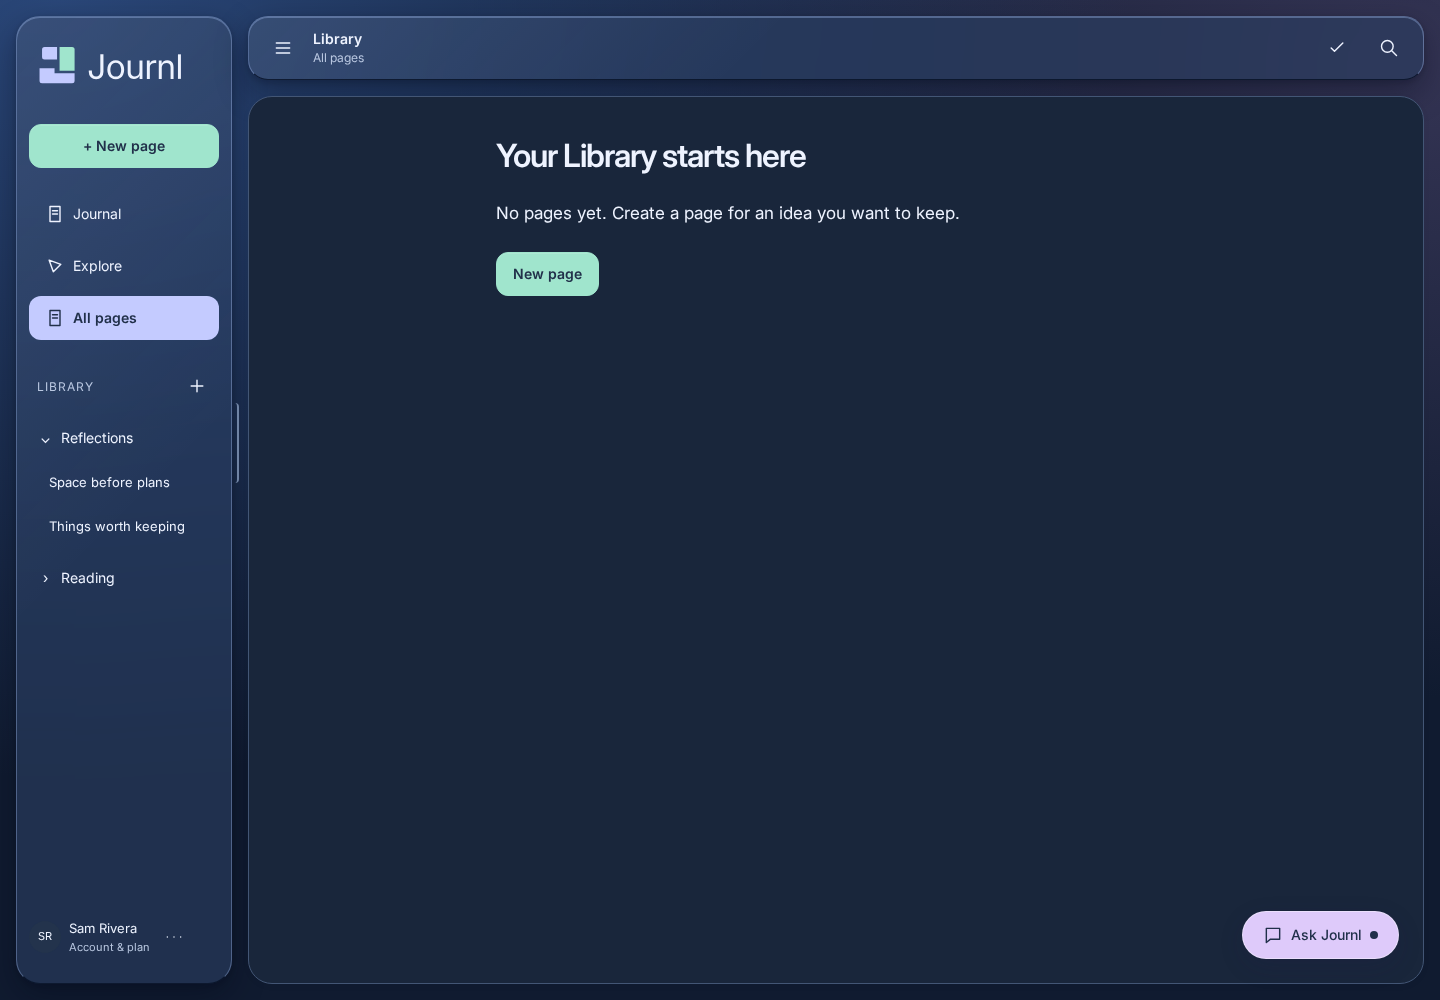 Journl
+ New page
Journal
Explore
All pages
LIBRARY
Reflections
Space before plans
Things worth keeping
Reading
SR
Sam Rivera
Account & plan
Library
All pages
Your Library starts here
No pages yet. Create a page for an idea you want to keep.
New page
Ask Journl